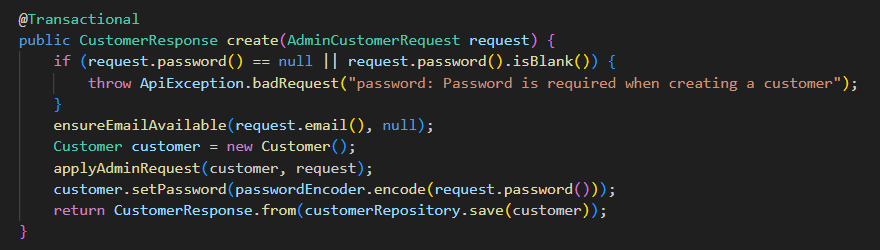 @Transactional
public CustomerResponse create(AdminCustomerRequest request) {
    if (request.password() == null || request.password().isBlank()) {
        throw ApiException.badRequest("password: Password is required when creating a customer");
    }
    ensureEmailAvailable(request.email(), null);
    Customer customer = new Customer();
    applyAdminRequest(customer, request);
    customer.setPassword(passwordEncoder.encode(request.password()));
    return CustomerResponse.from(customerRepository.save(customer));
}